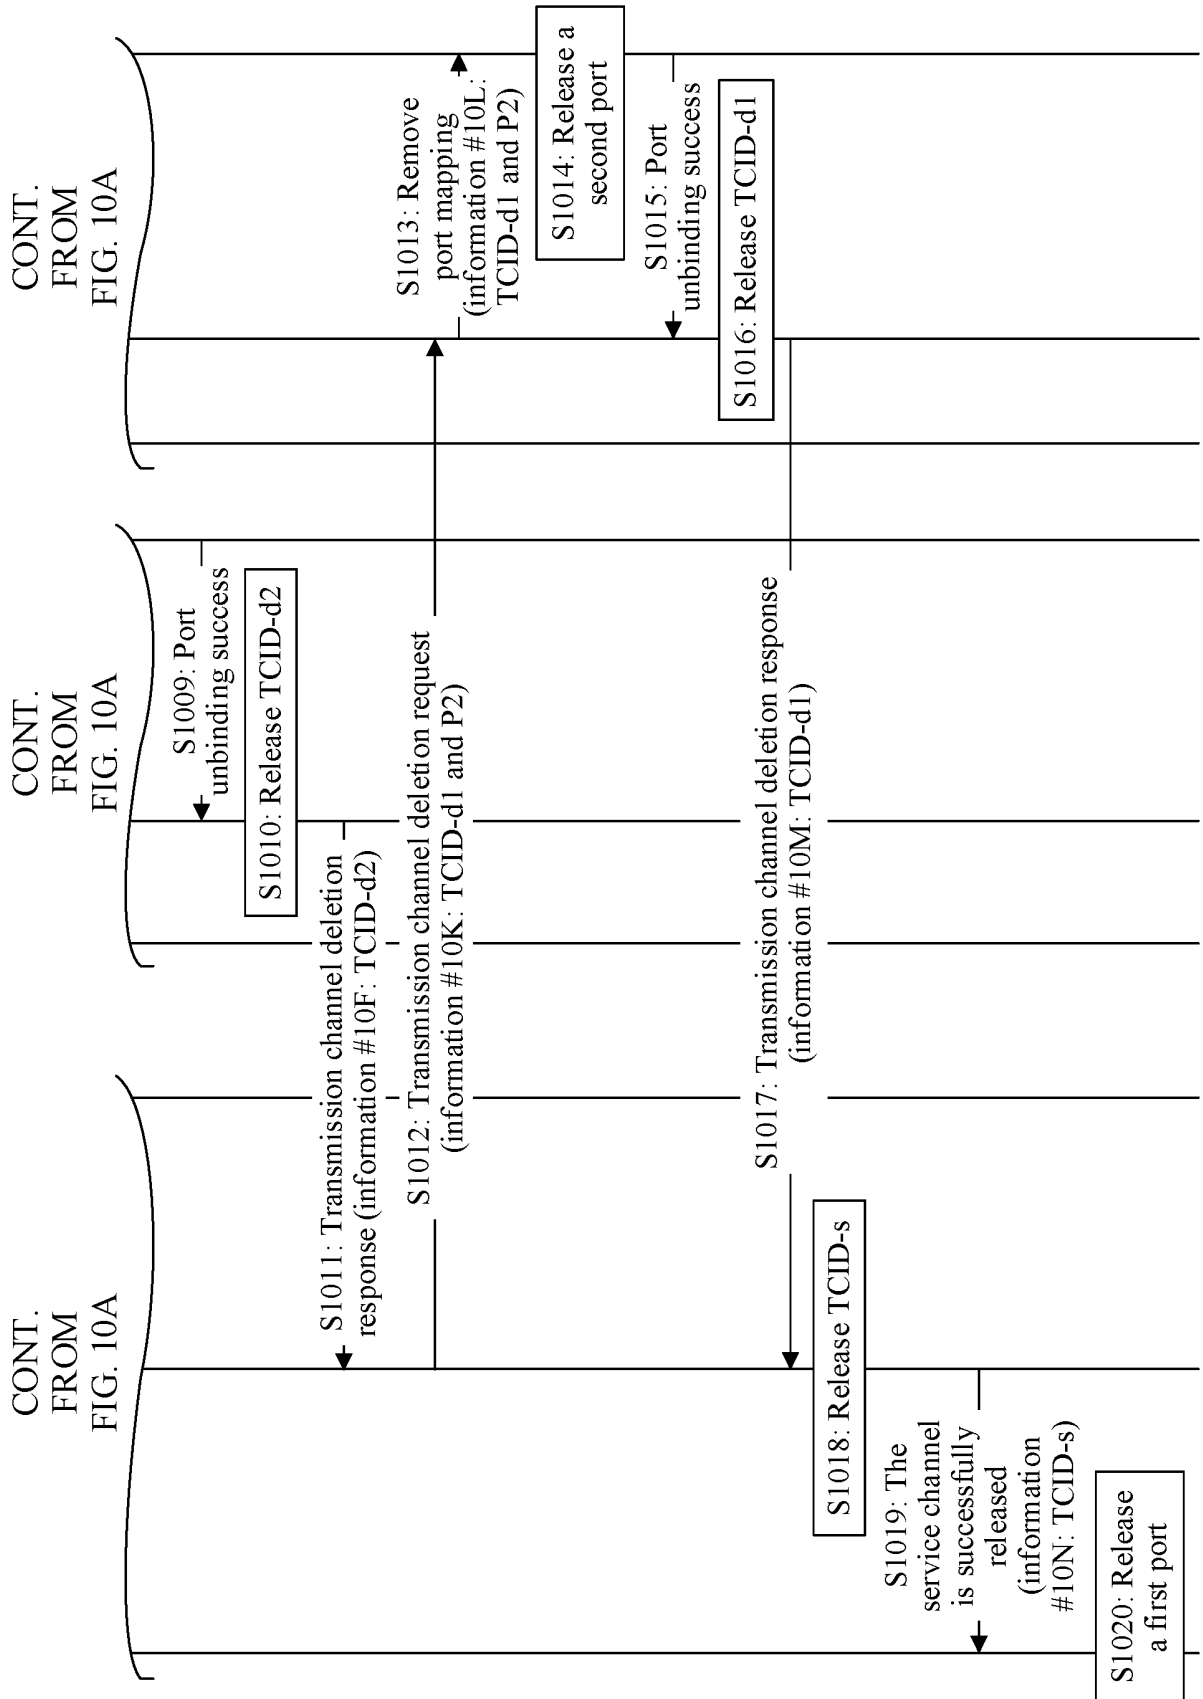 CONT.
FROM
FIG. 10A
CONT.
FROM
FIG. 10A
CONT.
FROM
FIG. 10A
S1009: Port
unbinding success
S1010: Release TCID-d2
S1011: Transmission channel deletion
response (information #10F: TCID-d2)
S1012: Transmission channel deletion request
(information #10K: TCID-d1 and P2)
S1013: Remove
port mapping
(information #10L:
TCID-d1 and P2)
S1014: Release a
second port
S1015: Port
unbinding success
S1016: Release TCID-d1
S1017: Transmission channel deletion response
(information #10M: TCID-d1)
S1018: Release TCID-s
S1019: The
service channel
is successfully
released
(information
#10N: TCID-s)
S1020: Release
a first port